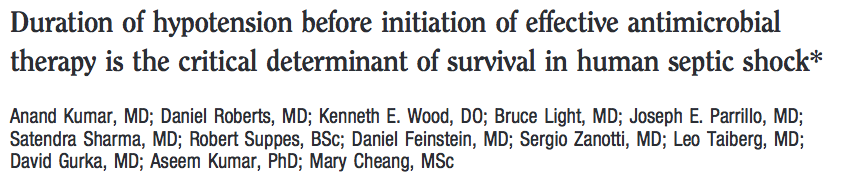 Duration of hypotension before initiation of effective antimicrobial
therapy is the critical determinant of survival in human septic shock*
Anand Kumar, MD; Daniel Roberts, MD; Kenneth E. Wood, DO; Bruce Light, MD; Joseph E. Parrillo, MD;
Satendra Sharma, MD; Robert Suppes, BSc; Daniel Feinstein, MD; Sergio Zanotti, MD; Leo Taiberg, MD;
David Gurka, MD; Aseem Kumar, PhD; Mary Cheang, MSc